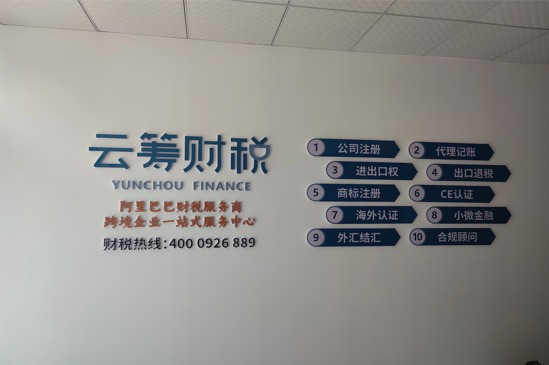 云筹财税
YUNCHOU FINANCE
阿里巴巴财税服务商
跨境企业一站式服务中心
财税热线:400 0926 889
1 公司注册
2 代理记账
3 进出口权
4 出口退税
5 商标注册
6 CE认证
7 海外认证
8 小微金融
9 外汇结汇
10 合规顾问